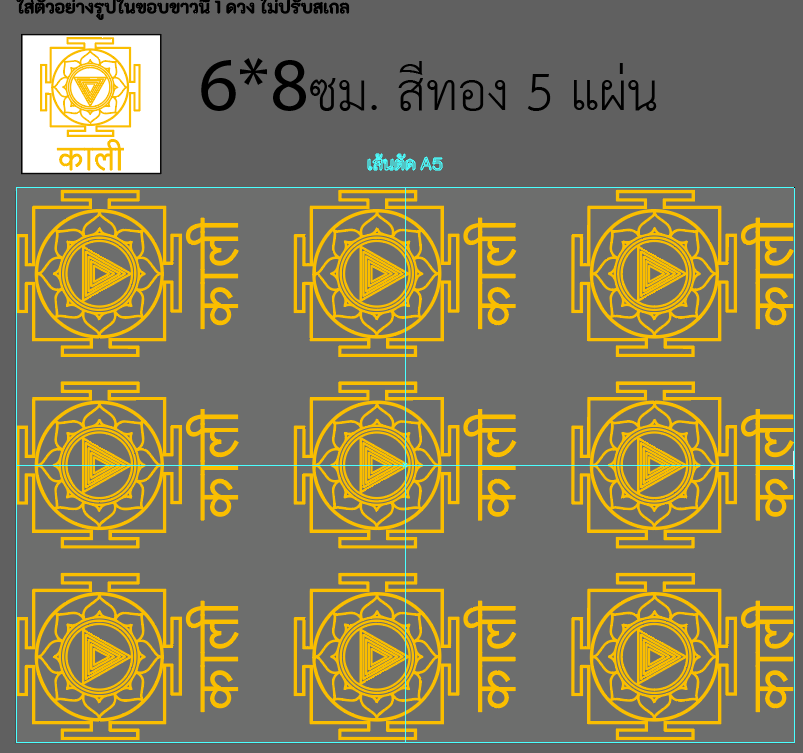 ใส่ตัวอย่างรูปในขอบขาวนี้ 1 ดวง ไม่ปรับสเกล
6*8ซม. สีทอง 5 แผ่น
काली
เส้นตัด A5
काली काली काली
काली काली काली
काली काली काली